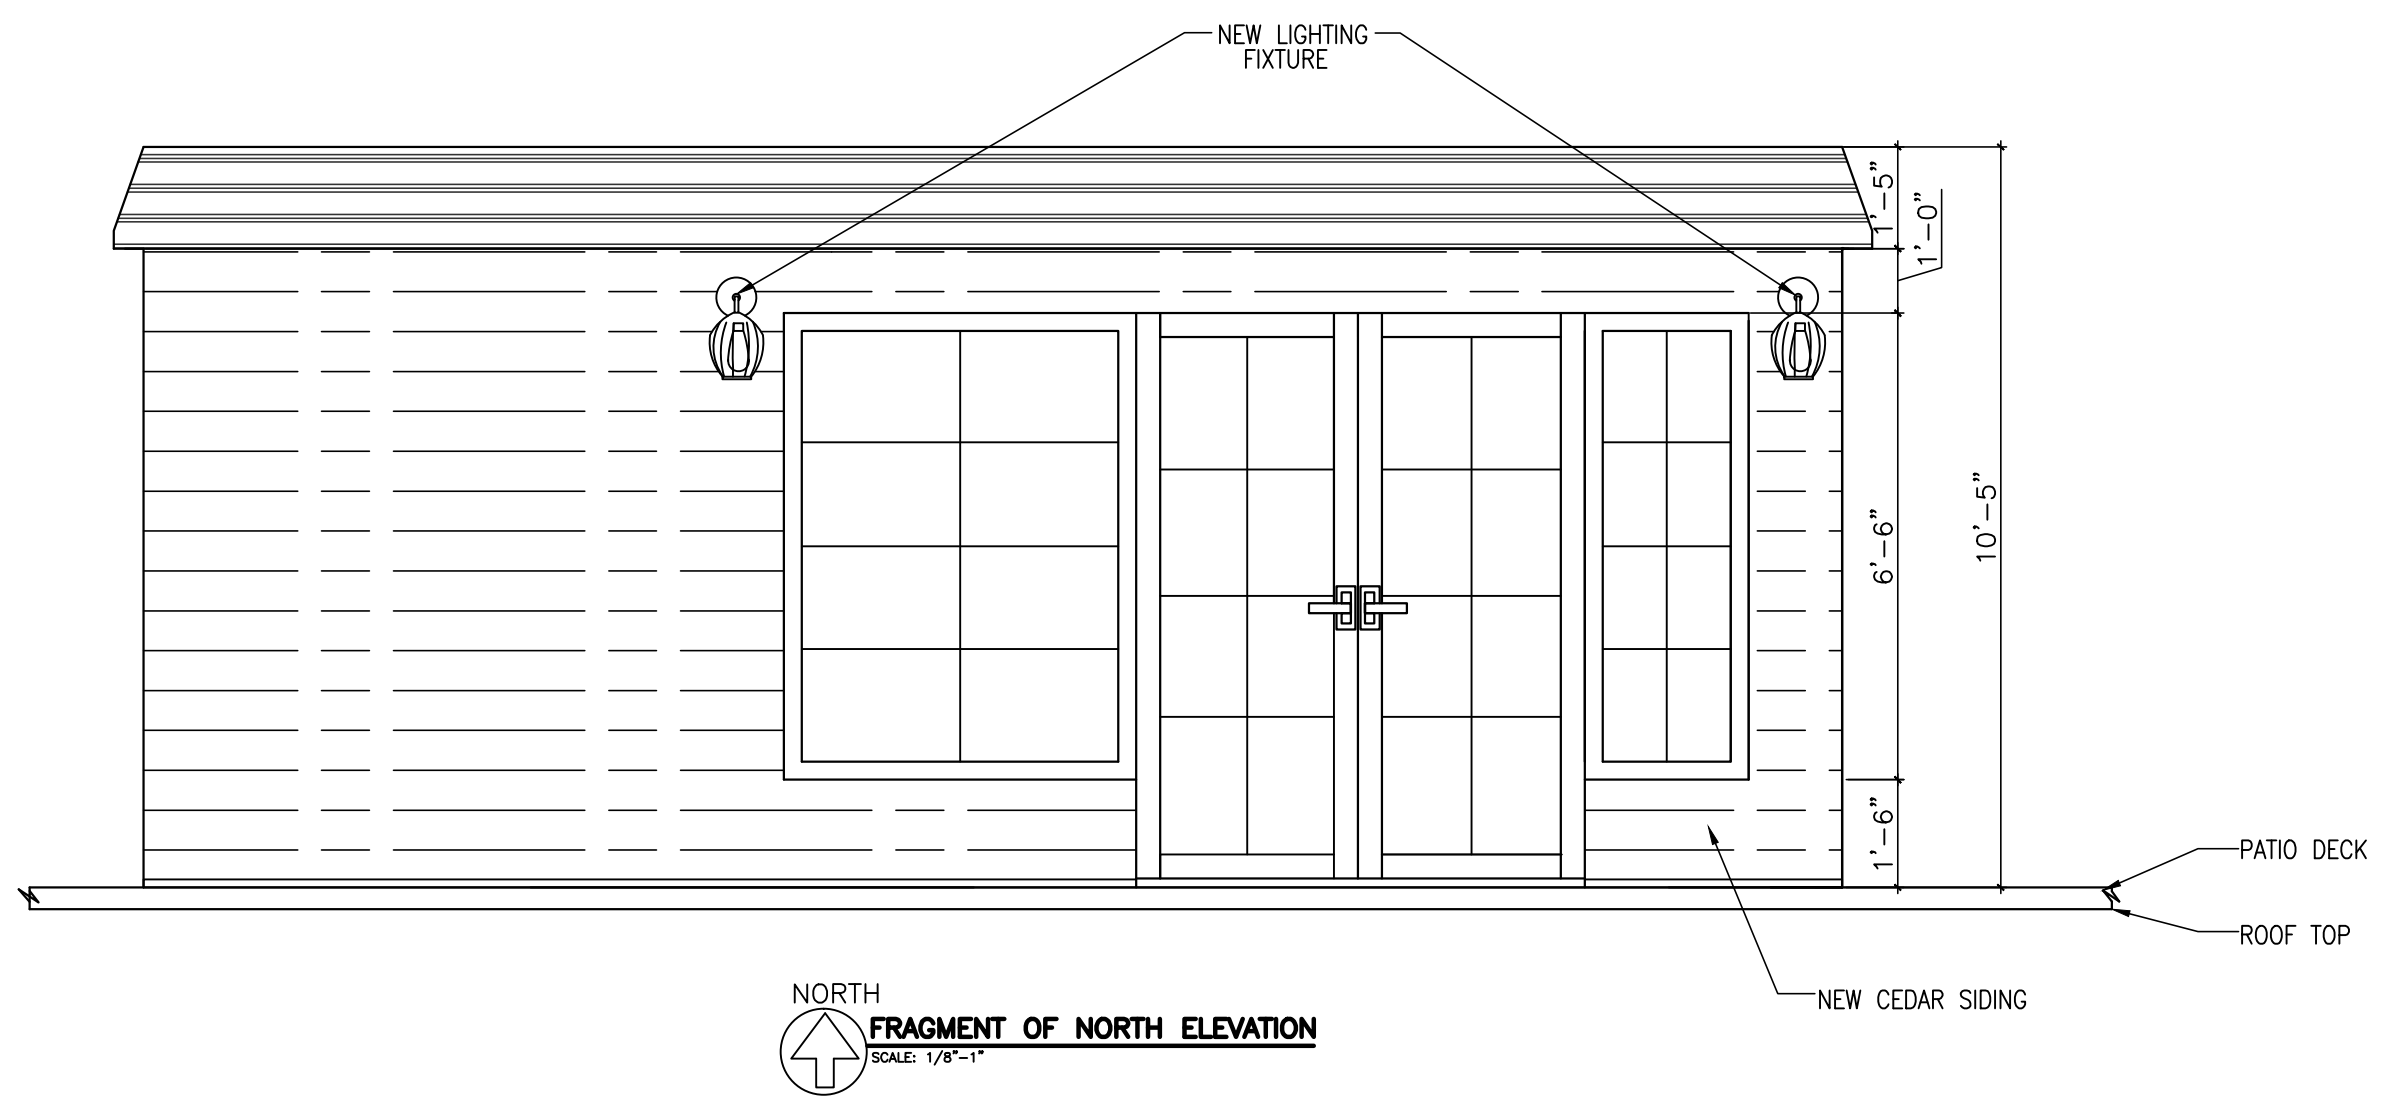 NEW LIGHTING
FIXTURE
1'-5"
1'-0"
6'-6"
10'-5"
1'-6"
PATIO DECK
ROOF TOP
NEW CEDAR SIDING
NORTH
FRAGMENT OF NORTH ELEVATION
SCALE: 1/8"-1"